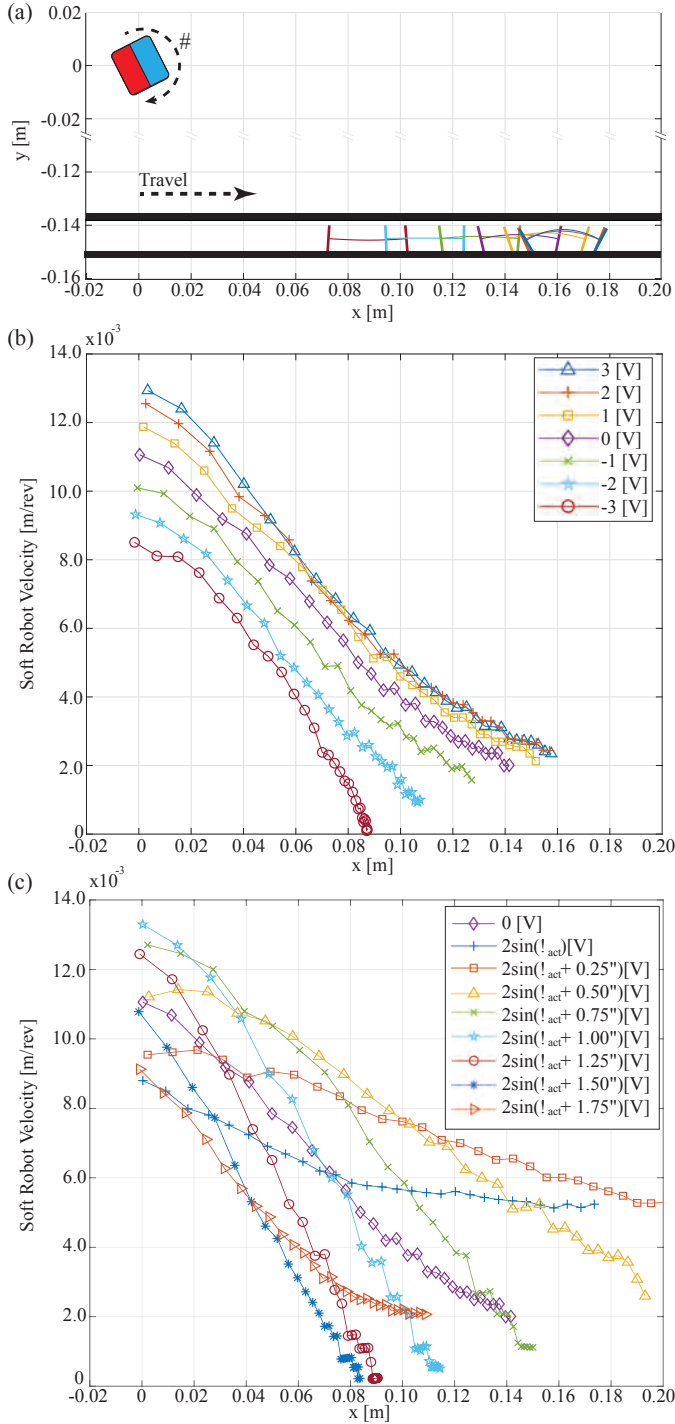 (a)
0.02
#
0
-0.02
y [m]
-0.12
Travel
-0.14
-0.16
-0.02 0 0.02 0.04 0.06 0.08 0.10 0.12 0.14 0.16 0.18 0.20
x [m]
(b)
x10-3
14.0
12.0
10.0
8.0
6.0
4.0
2.0
0
Soft Robot Velocity [m/rev]
3 [V]
2 [V]
1 [V]
0 [V]
-1 [V]
-2 [V]
-3 [V]
-0.02 0 0.02 0.04 0.06 0.08 0.10 0.12 0.14 0.16 0.18 0.20
x [m]
(c)
x10-3
14.0
12.0
10.0
8.0
6.0
4.0
2.0
0
Soft Robot Velocity [m/rev]
0 [V]
2sin(!act)[V]
2sin(!act+ 0.25")[V]
2sin(!act+ 0.50")[V]
2sin(!act+ 0.75")[V]
2sin(!act+ 1.00")[V]
2sin(!act+ 1.25")[V]
2sin(!act+ 1.50")[V]
2sin(!act+ 1.75")[V]
-0.02 0 0.02 0.04 0.06 0.08 0.10 0.12 0.14 0.16 0.18 0.20
x [m]